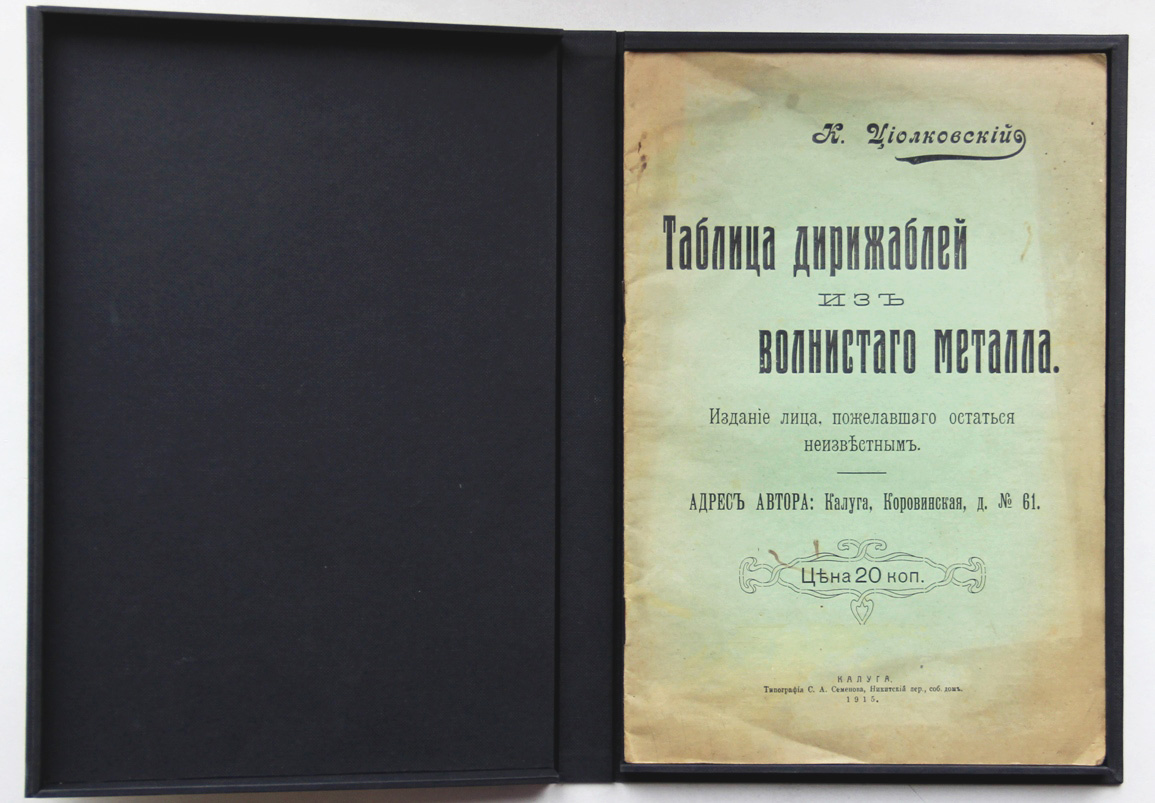 К. Ціолковскій
Таблица дирижаблей
изъ
волнистаго металла.
Изданіе лица, пожелавшаго остаться
неизвѣстнымъ.
АДРЕСЪ АВТОРА: Калуга, Коровинская, д. № 61.
Цѣна 20 коп.
КАЛУГА.
Типографія С. А. Семенова, Никитскій пер., соб. домъ.
1915.